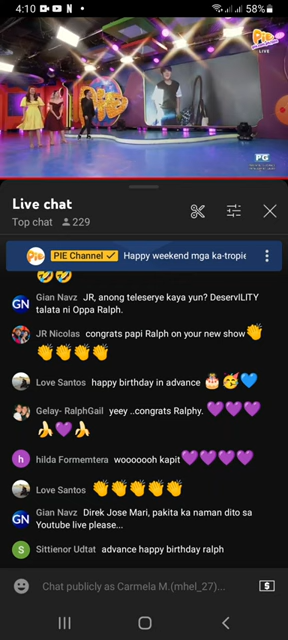 4:10
58%
Pie
LIVE
Pie
PG
Live chat
Top chat 229
PIE Channel Happy weekend mga ka-tropie
Gian Navz JR, anong teleserye kaya yun? DeservILITY
talata ni Oppa Ralph.
JR Nicolas congrats papi Ralph on your new show👏
👏👏👏👏
Love Santos happy birthday in advance 🎂🥳💙
Gelay- RalphGail yeey ..congrats Ralphy. 💜💜💜
🍌💜🍌
hilda Formemtera wooooooh kapit💜💜💜💜
Love Santos 👏👏👏👏👏
Gian Navz Direk Jose Mari, pakita ka naman dito sa
Youtube live please...
Sittienor Udtat advance happy birthday ralph
Chat publicly as Carmela M.(mhel_27)...